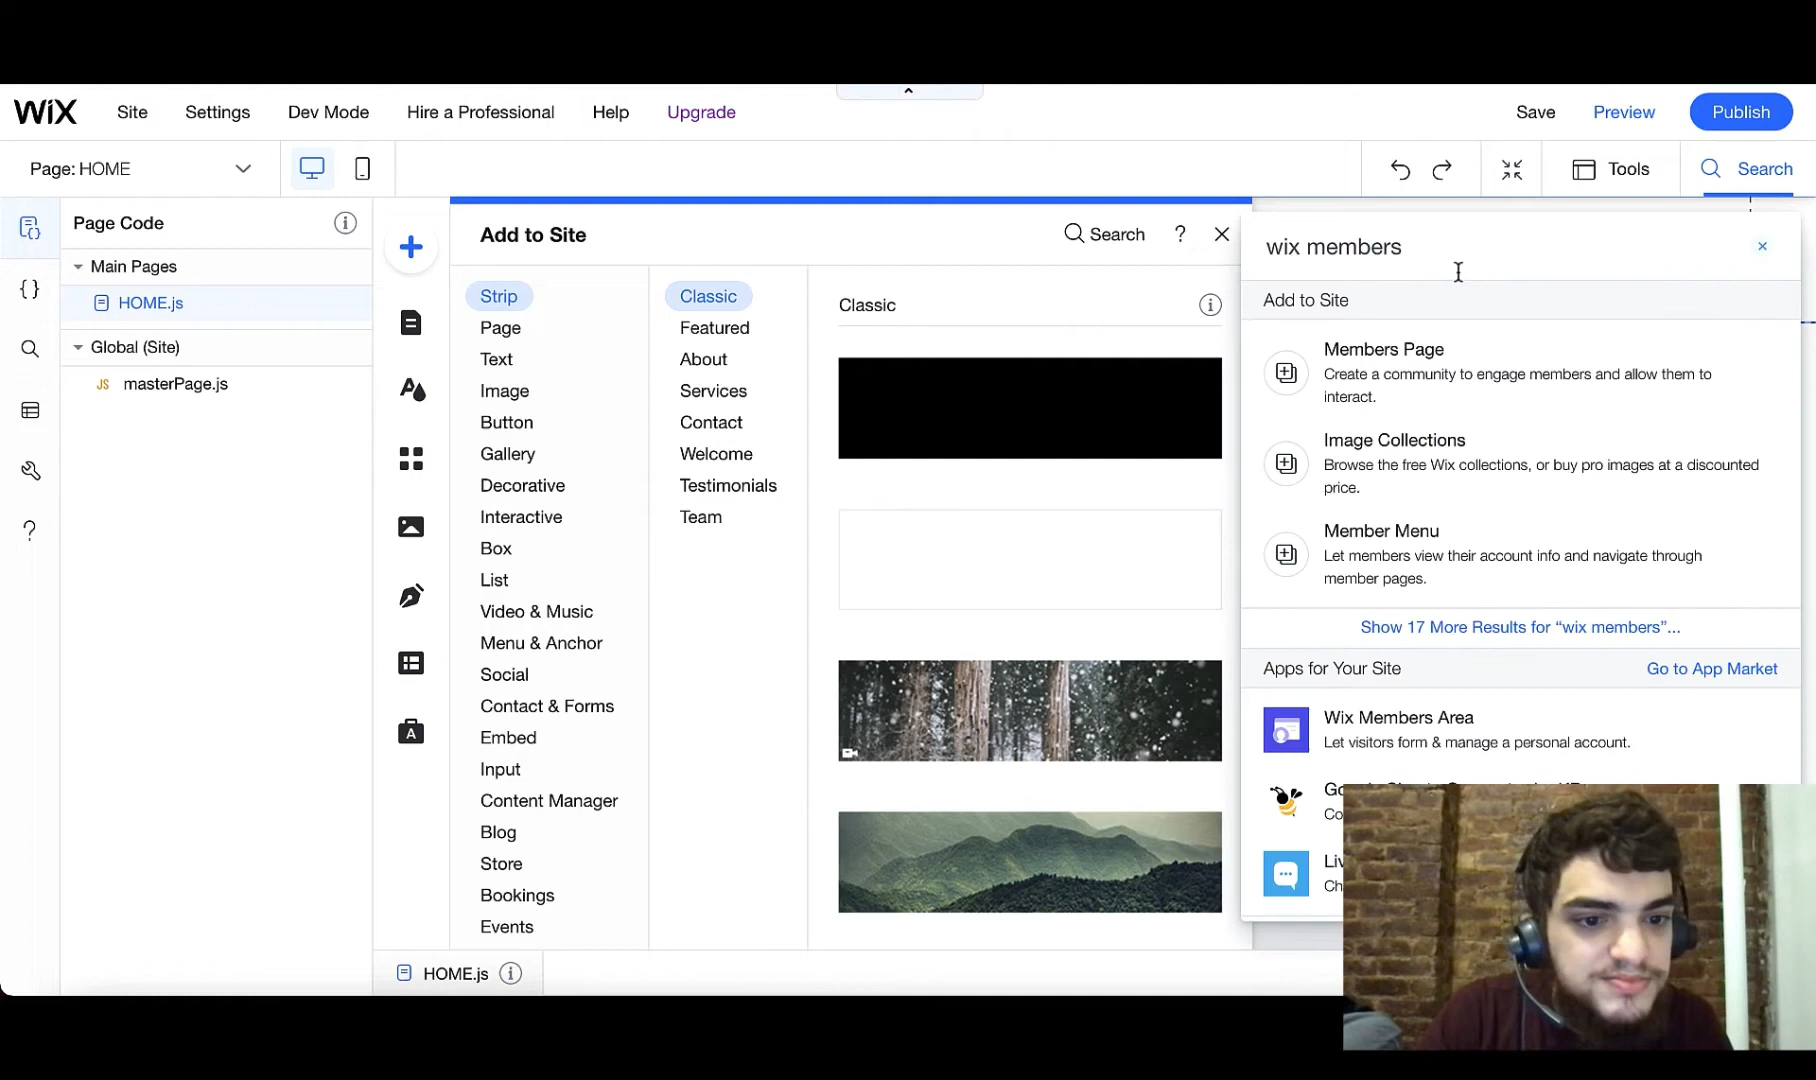 WiX Site Settings Dev Mode Hire a Professional Help Upgrade Save Preview Publish
Page: HOME Tools Search
Page Code
Main Pages
HOME.js
Global (Site)
JS masterPage.js
Add to Site Search ?
Strip
Page
Text
Image
Button
Gallery
Decorative
Interactive
Box
List
Video & Music
Menu & Anchor
Social
Contact & Forms
Embed
Input
Content Manager
Blog
Store
Bookings
Events
Classic
Featured
About
Services
Contact
Welcome
Testimonials
Team
Classic
wix members
Add to Site
Members Page
Create a community to engage members and allow them to
interact.
Image Collections
Browse the free Wix collections, or buy pro images at a discounted
price.
Member Menu
Let members view their account info and navigate through
member pages.
Show 17 More Results for “wix members”...
Apps for Your Site Go to App Market
Wix Members Area
Let visitors form & manage a personal account.
HOME.js